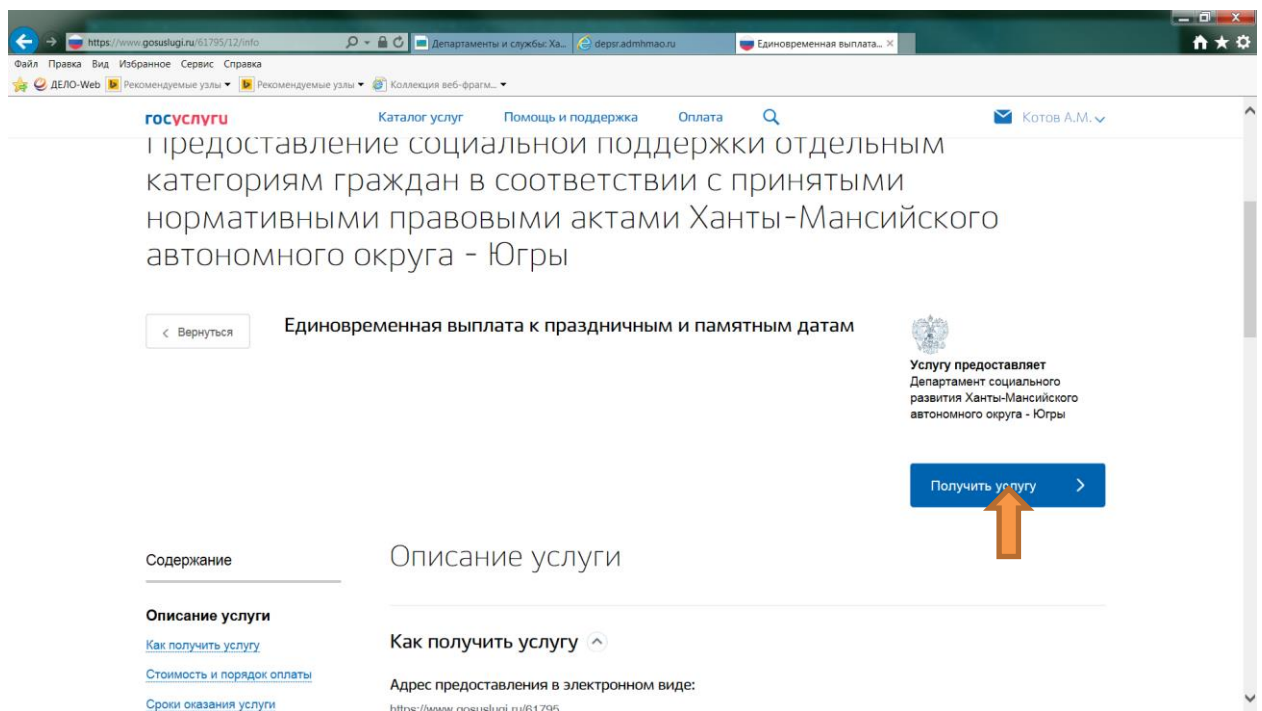 https://www.gosuslugi.ru/61795/12/info
Департаменты и службы: Ха...
depsr.admhmao.ru
Единовременная выплата...
Файл Правка Вид Избранное Сервис Справка
ДЕЛО-Web Рекомендуемые узлы Рекомендуемые узлы Коллекция веб-фрагм...
госуслуги Каталог услуг Помощь и поддержка Оплата Котов А.М.
Предоставление социальной поддержки отдельным
категориям граждан в соответствии с принятыми
нормативными правовыми актами Ханты-Мансийского
автономного округа - Югры
Вернуться
Единовременная выплата к праздничным и памятным датам
Услугу предоставляет
Департамент социального
развития Ханты-Мансийского
автономного округа - Югры
Получить услугу
Содержание
Описание услуги
Как получить услугу
Стоимость и порядок оплаты
Сроки оказания услуги
Описание услуги
Как получить услугу
Адрес предоставления в электронном виде:
https://www.gosuslugi.ru/61795